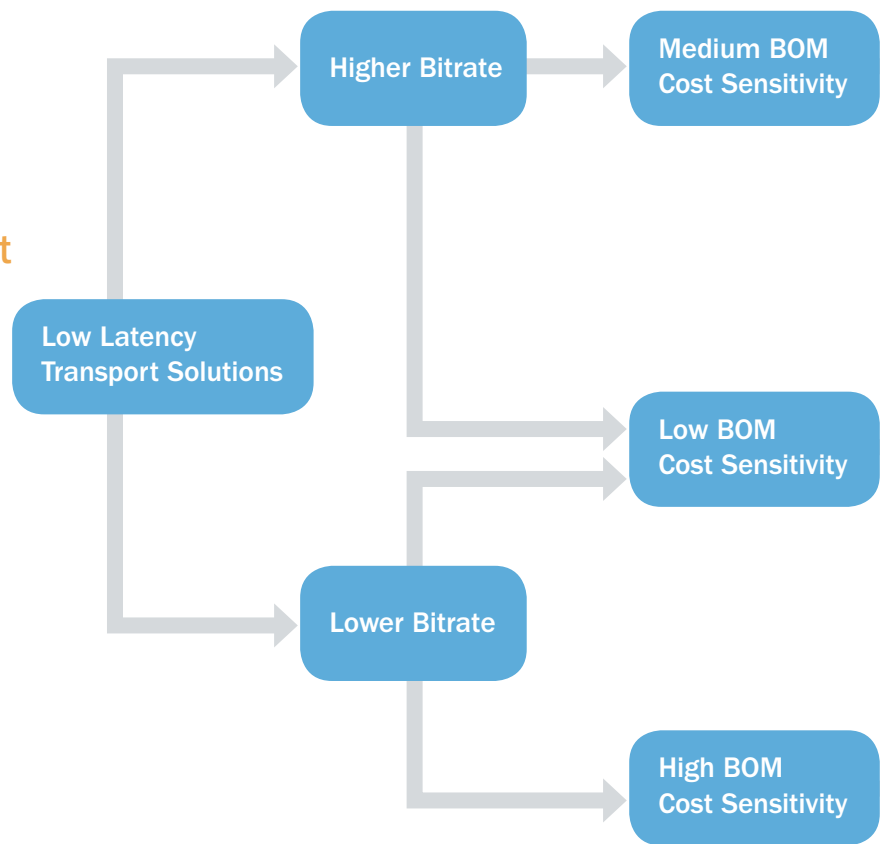 Higher Bitrate
Medium BOM
Cost Sensitivity
t
Low Latency
Transport Solutions
Low BOM
Cost Sensitivity
Lower Bitrate
High BOM
Cost Sensitivity